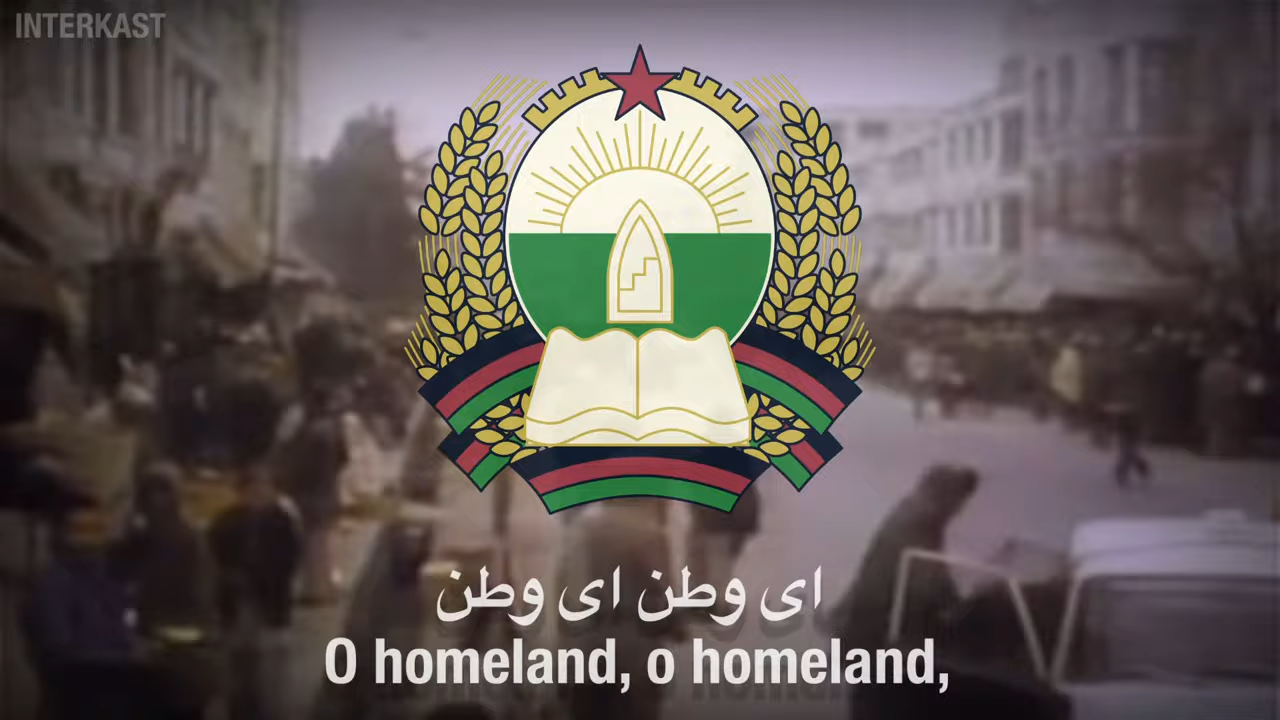 INTERKAST
ای وطن ای وطن
O homeland, o homeland,